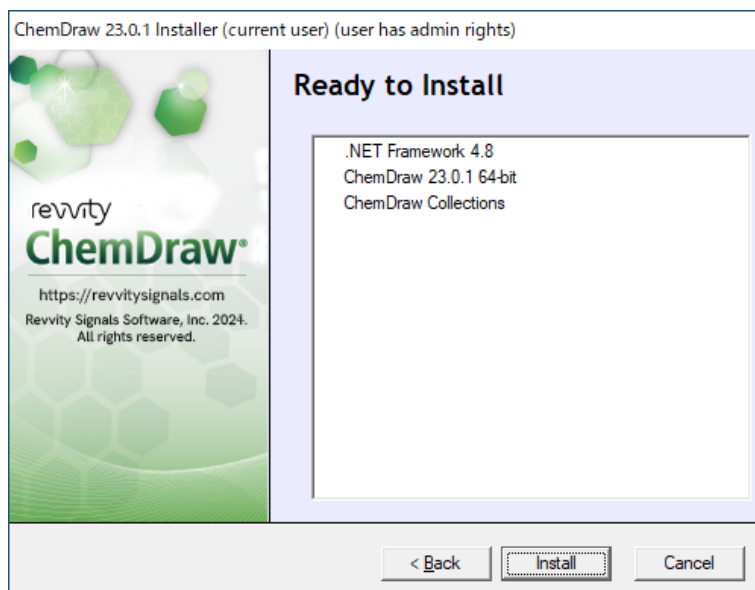 ChemDraw 23.0.1 Installer (current user) (user has admin rights)
revvity
ChemDraw®
https://revvitysignals.com
Revvity Signals Software, Inc. 2024.
All rights reserved.
Ready to Install
.NET Framework 4.8
ChemDraw 23.0.1 64-bit
ChemDraw Collections
< Back
Install
Cancel